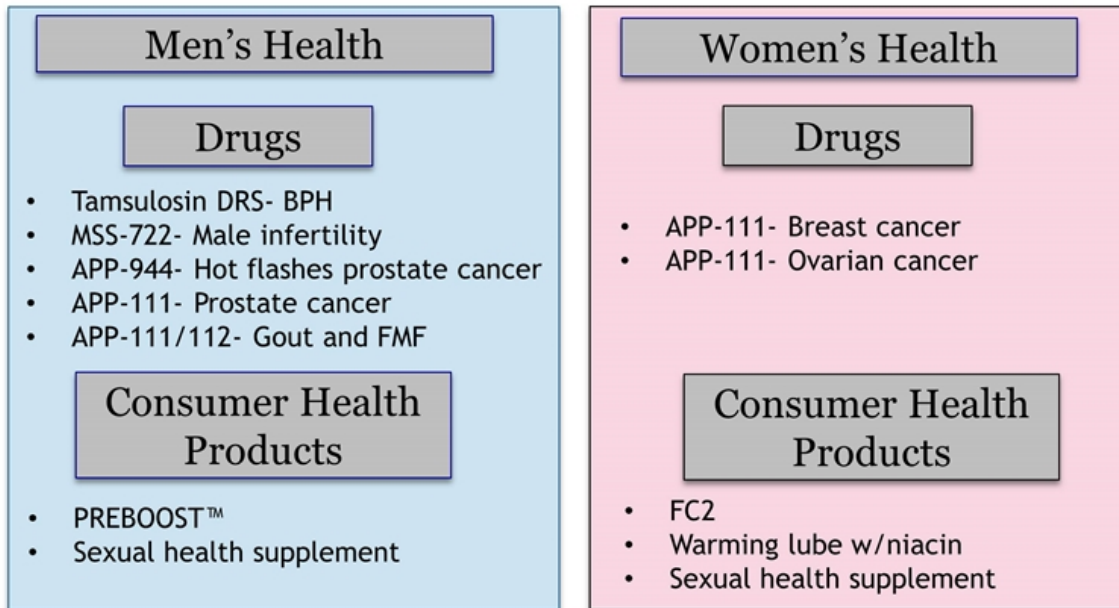 Men's Health
Drugs
• Tamsulosin DRS- BPH
• MSS-722- Male infertility
• APP-944- Hot flashes prostate cancer
• APP-111- Prostate cancer
• APP-111/112- Gout and FMF
Consumer Health
Products
• PREBOOST™
• Sexual health supplement
Women's Health
Drugs
• APP-111- Breast cancer
• APP-111- Ovarian cancer
Consumer Health
Products
• FC2
• Warming lube w/niacin
• Sexual health supplement